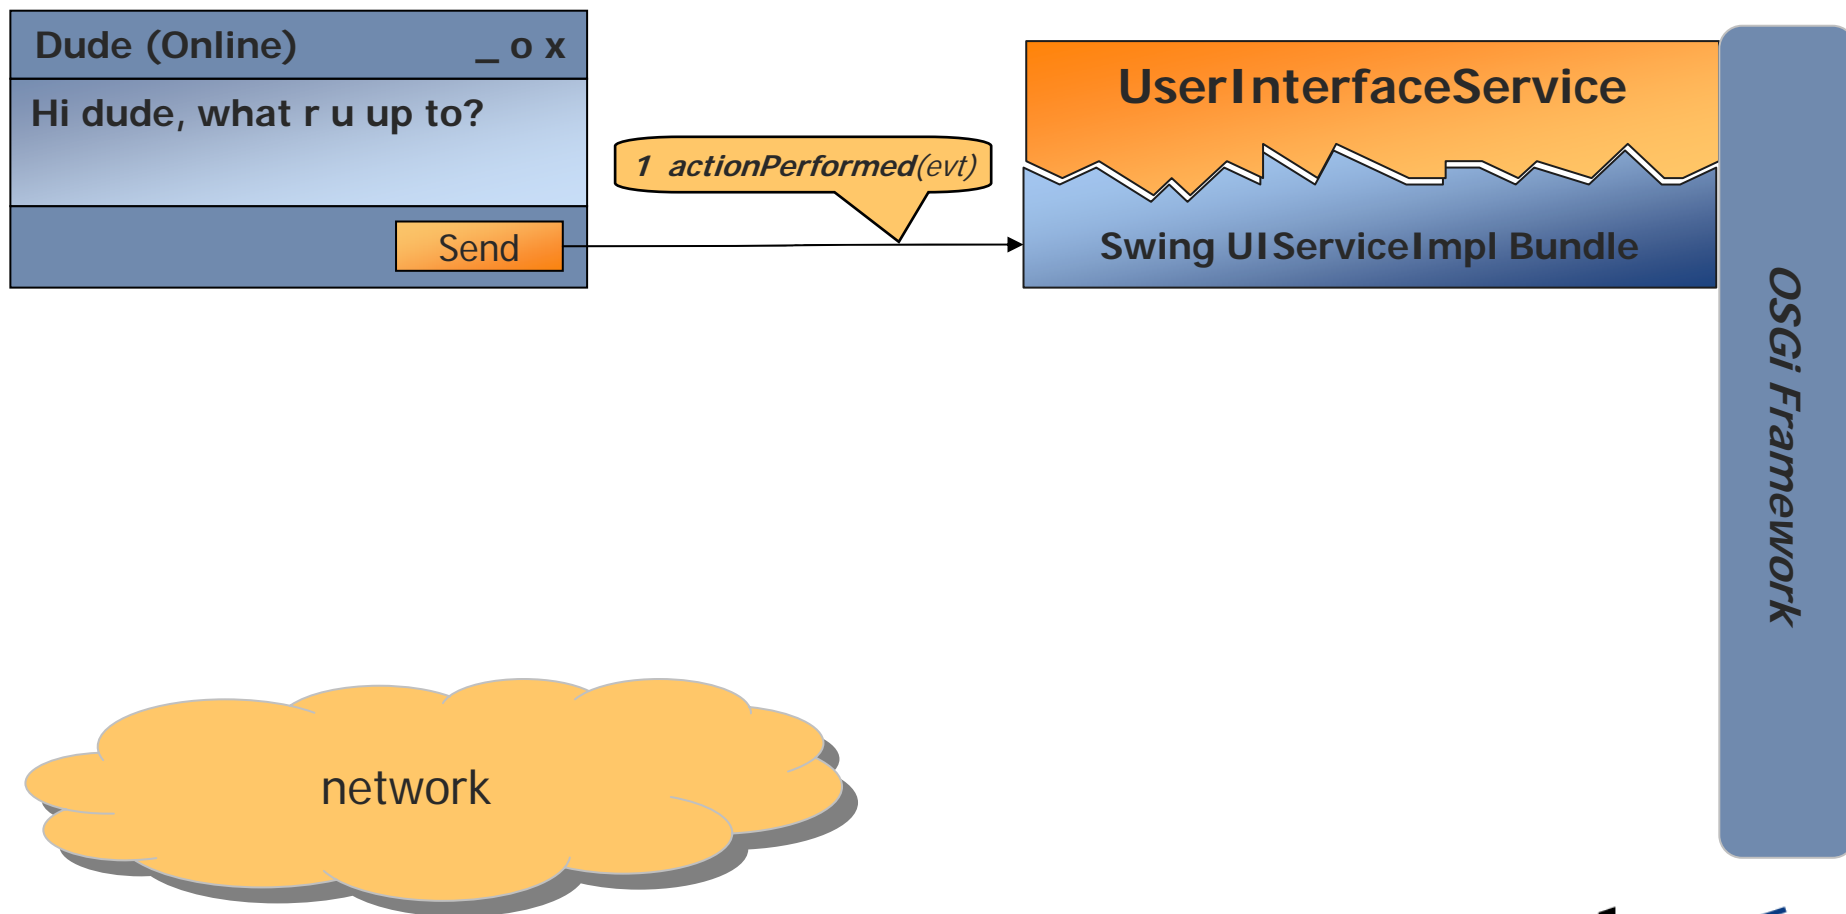 Dude (Online) _ o x
Hi dude, what r u up to?
Send
1 actionPerformed(evt)
UserInterfaceService
Swing UIServiceImpl Bundle
OSGi Framework
network